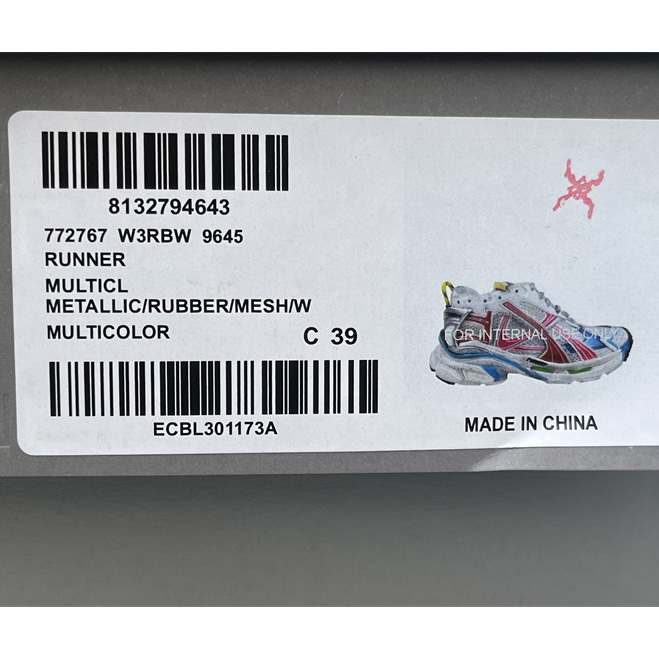 8132794643
772767 W3RBW 9645
RUNNER
MULTICL
METALLIC/RUBBER/MESH/W
MULTICOLOR C 39
ECBL301173A
FOR INTERNAL USE ONLY
MADE IN CHINA